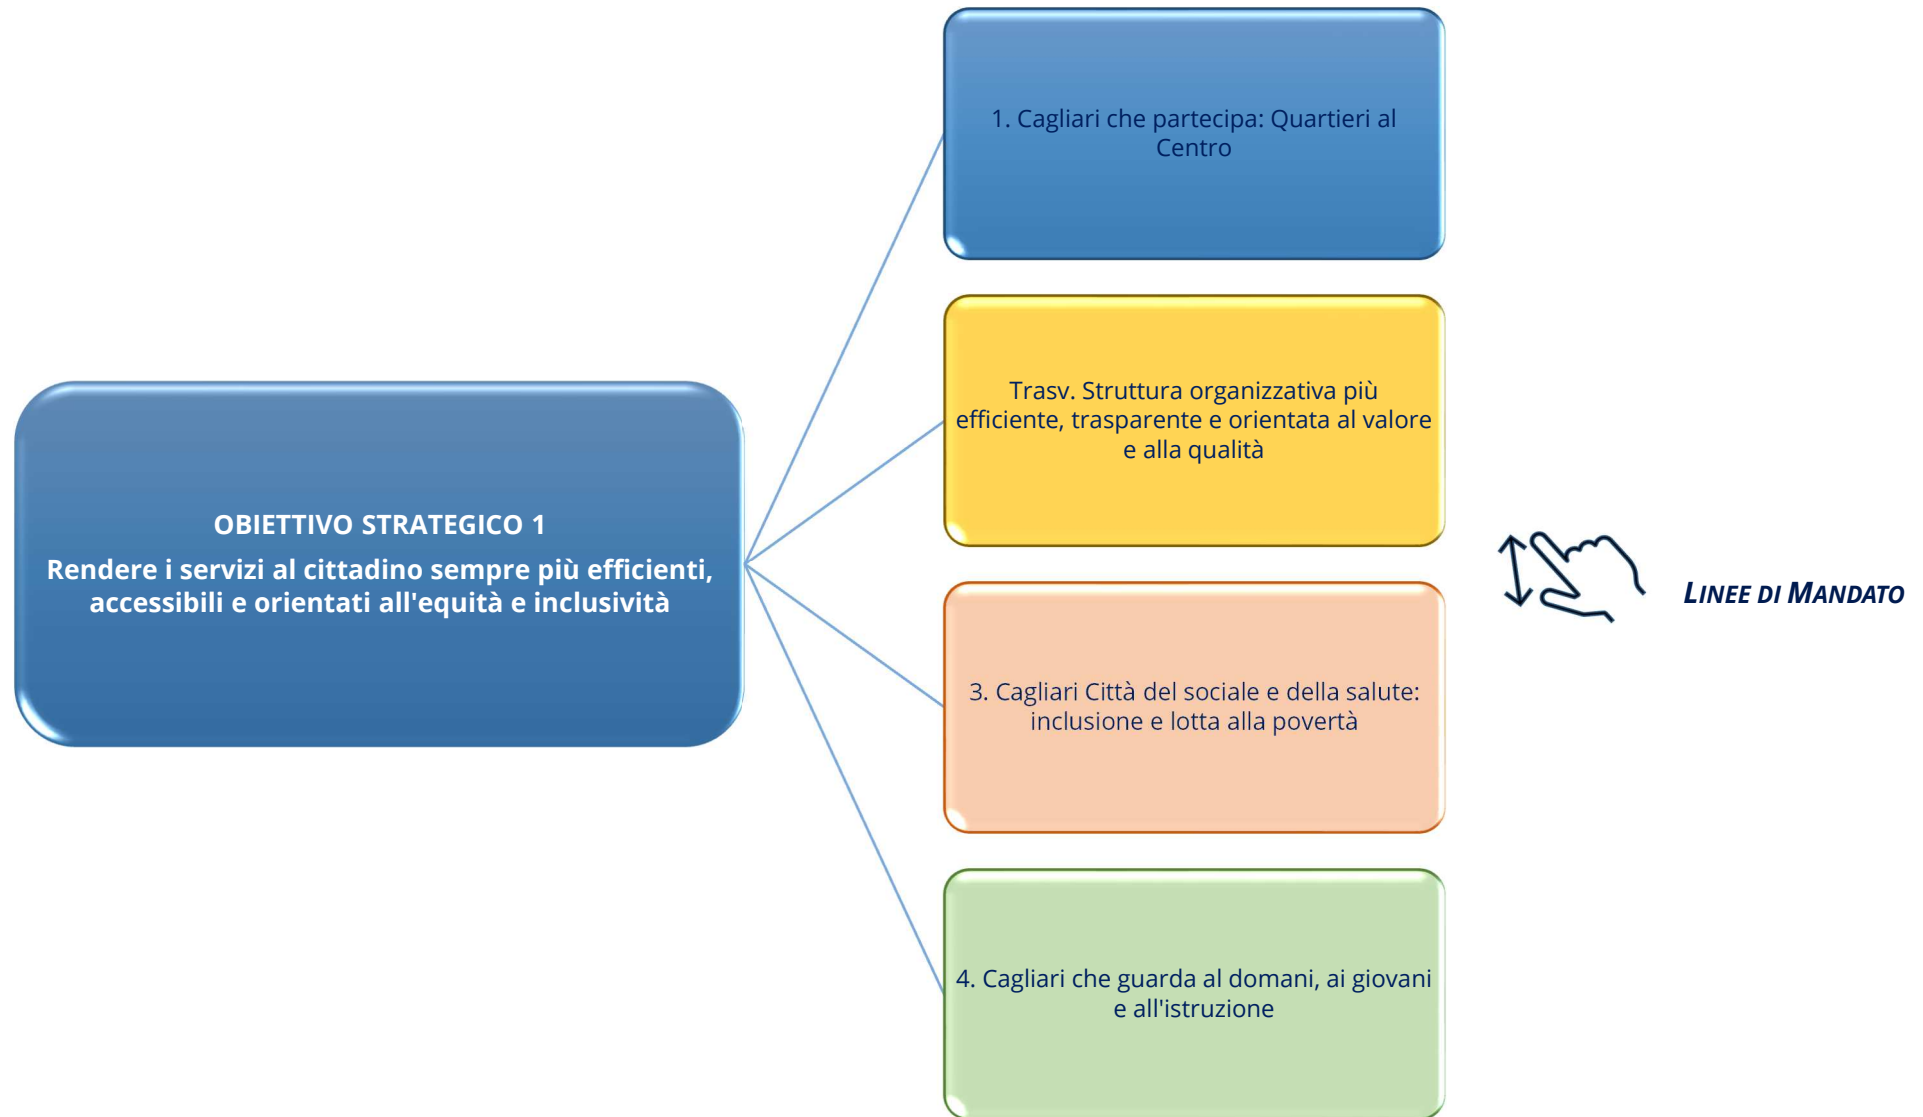 1. Cagliari che partecipa: Quartieri al
Centro
Trasv. Struttura organizzativa più
efficiente, trasparente e orientata al valore
e alla qualità
OBIETTIVO STRATEGICO 1
Rendere i servizi al cittadino sempre più efficienti,
accessibili e orientati all'equità e inclusività
3. Cagliari Città del sociale e della salute:
inclusione e lotta alla povertà
4. Cagliari che guarda al domani, ai giovani
e all'istruzione
LINEE DI MANDATO